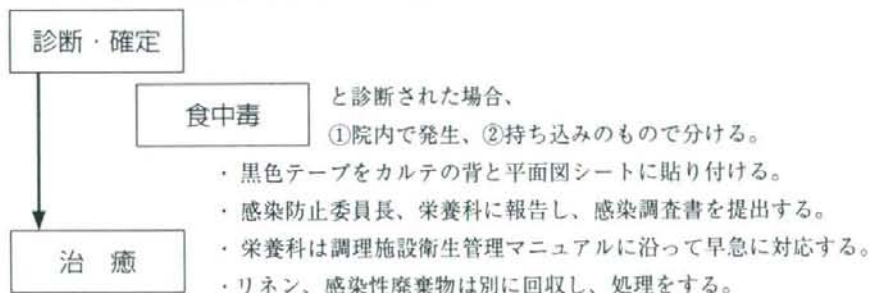 診断・確定
食中毒
と診断された場合、
①院内で発生、②持ち込みのもので分ける。
・黒色テープをカルテの背と平面図シートに貼り付ける。
・感染防止委員長、栄養科に報告し、感染調査書を提出する。
・栄養科は調理施設衛生管理マニュアルに沿って早急に対応する。
治 癒
・リネン、感染性廃棄物は別に回収し、処理をする。